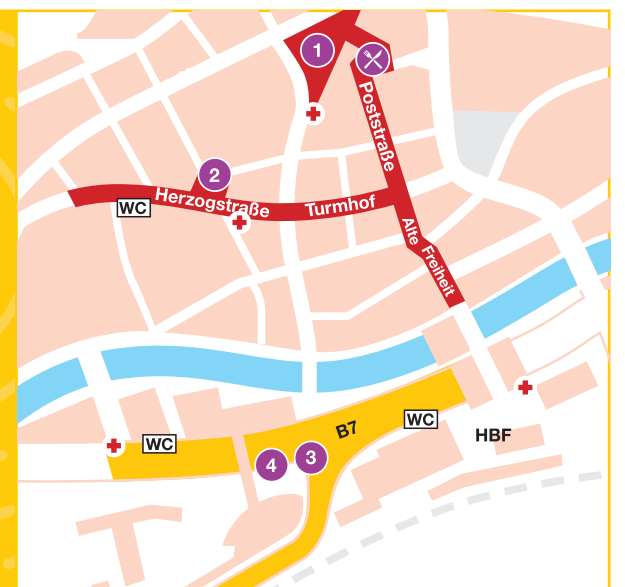 1
Poststraße
2
WC
Herzogstraße
Turmhof
Alte
Freiheit
B7
WC
WC
HBF
4
3